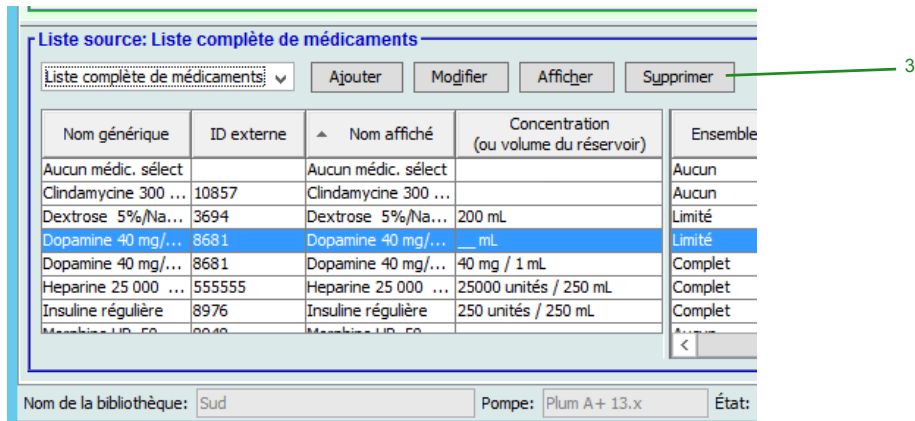 Liste source: Liste complète de médicaments
Liste complète de médicaments Ajouter Modifier Afficher Supprimer 3
Nom générique ID externe Nom affiché Concentration (ou volume du réservoir) Ensemble
Aucun médic. sélect Aucun médic. sélect Aucun
Clindamycine 300 ... 10857 Clindamycine 300 ... Aucun
Dextrose 5%/Na... 3694 Dextrose 5%/Na... 200 mL Limité
Dopamine 40 mg/... 8681 Dopamine 40 mg/... __ mL Limité
Dopamine 40 mg/... 8681 Dopamine 40 mg/... 40 mg / 1 mL Complet
Heparine 25 000 ... 555555 Heparine 25 000 ... 25000 unités / 250 mL Complet
Insuline régulière 8976 Insuline régulière 250 unités / 250 mL Complet
Nom de la bibliothèque: Sud Pompe: Plum A+ 13.x État: